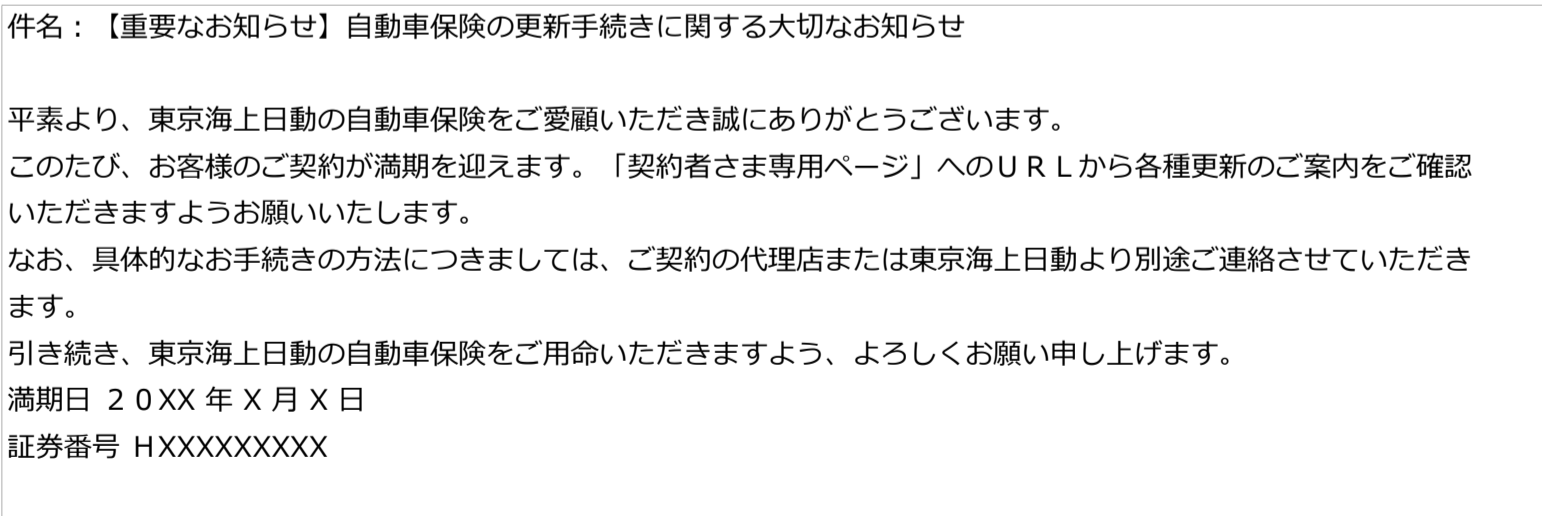 件名：【重要なお知らせ】自動車保険の更新手続きに関する大切なお知らせ
平素より、東京海上日動の自動車保険をご愛顧いただき誠にありがとうございます。
このたび、お客様のご契約が満期を迎えます。「契約者さま専用ページ」へのＵＲＬから各種更新のご案内をご確認
いただきますようお願いいたします。
なお、具体的なお手続きの方法につきましては、ご契約の代理店または東京海上日動より別途ご連絡させていただき
ます。
引き続き、東京海上日動の自動車保険をご用命いただきますよう、よろしくお願い申し上げます。
満期日 ２０XX 年 X 月 X 日
証券番号 ＨXXXXXXXXX